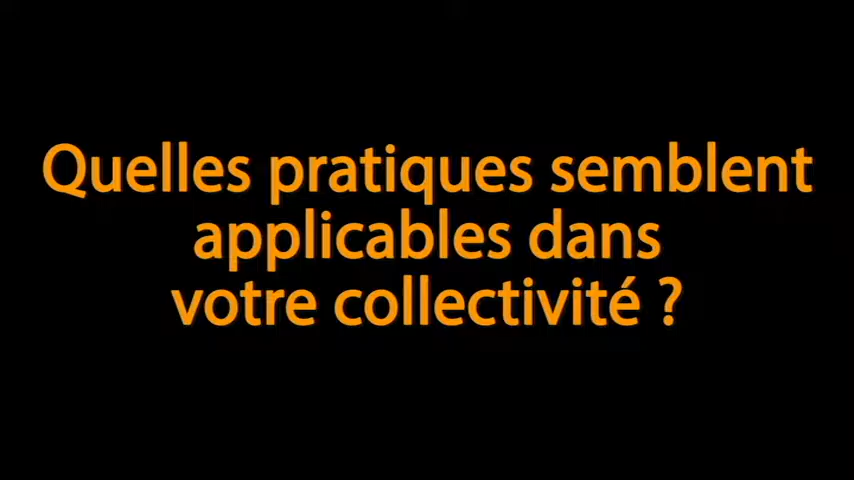 Quelles pratiques semblent
applicables dans
votre collectivité ?